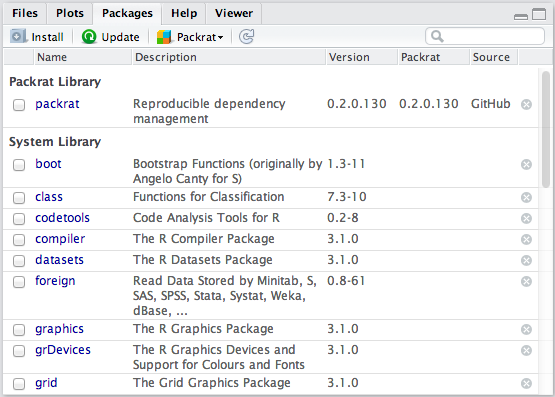 Files Plots Packages Help Viewer
Install Update Packrat
Name Description Version Packrat Source
Packrat Library
packrat Reproducible dependency 0.2.0.130 0.2.0.130 GitHub
management
System Library
boot Bootstrap Functions (originally by 1.3-11
Angelo Canty for S)
class Functions for Classification 7.3-10
codetools Code Analysis Tools for R 0.2-8
compiler The R Compiler Package 3.1.0
datasets The R Datasets Package 3.1.0
foreign Read Data Stored by Minitab, S, 0.8-61
SAS, SPSS, Stata, Systat, Weka,
dBase, ...
graphics The R Graphics Package 3.1.0
grDevices The R Graphics Devices and 3.1.0
Support for Colours and Fonts
grid The Grid Graphics Package 3.1.0